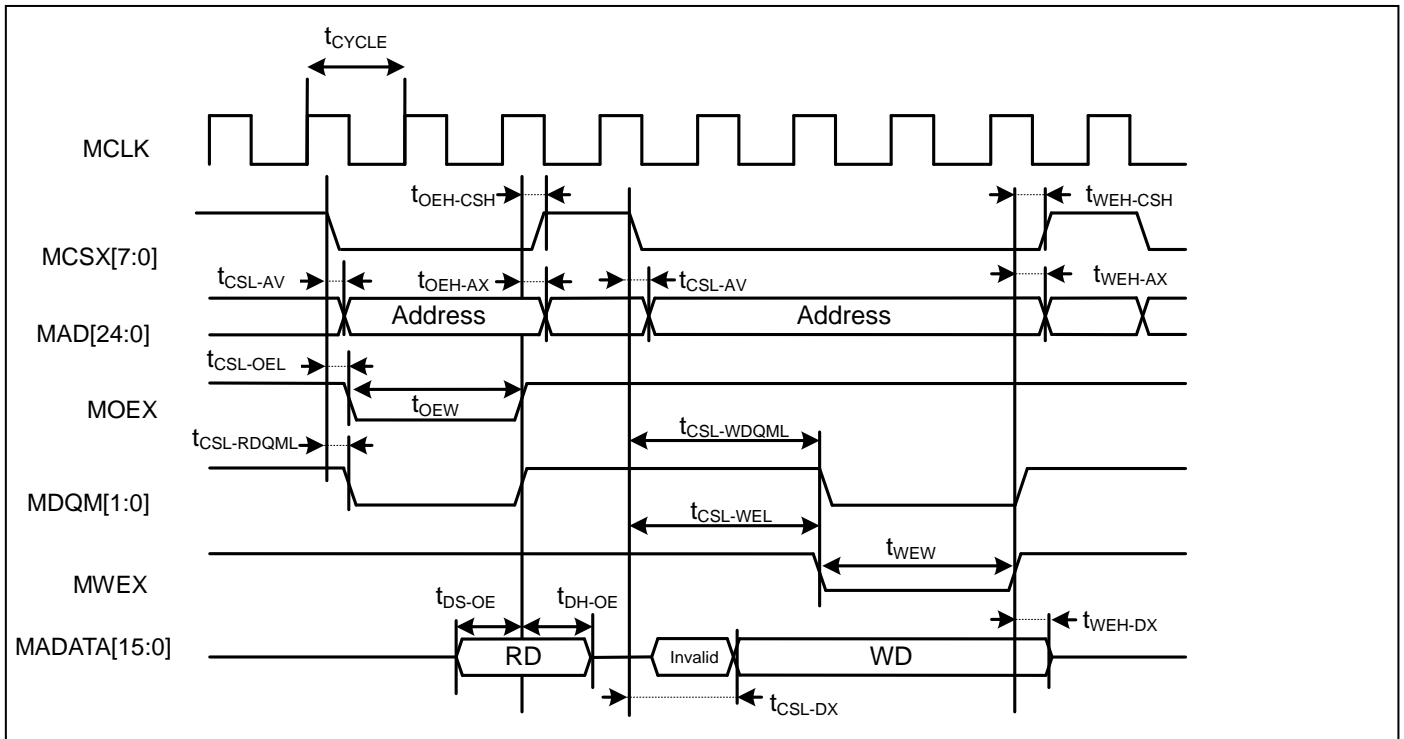 tCYCLE
MCLK
tOEH-CSH
tWEH-CSH
MCSX[7:0]
tCSL-AV
tOEH-AX
tCSL-AV
tWEH-AX
Address
Address
MAD[24:0]
tCSL-OEL
tOEW
MOEX
tCSL-RDQML
tCSL-WDQML
MDQM[1:0]
tCSL-WEL
tWEW
MWEX
tDS-OE
tDH-OE
tWEH-DX
MADATA[15:0]
RD
Invalid
WD
tCSL-DX